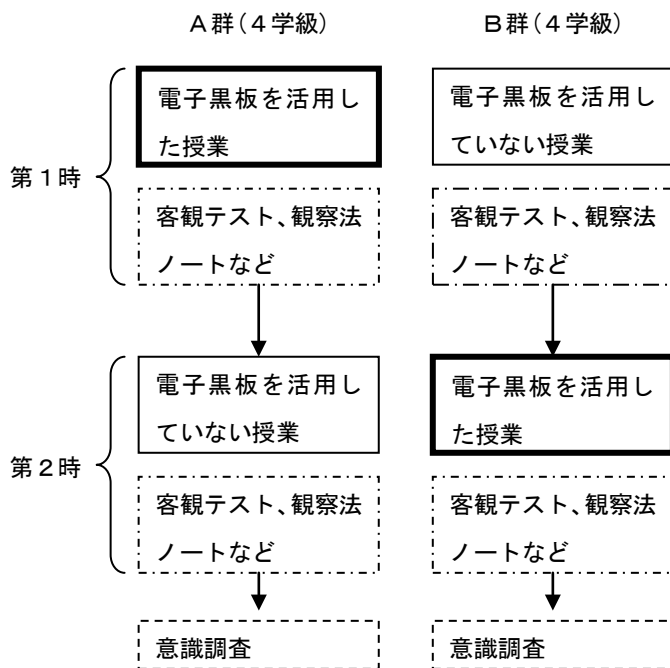 A群(4学級)
B群(4学級)
第1時
電子黒板を活用し
た授業
電子黒板を活用し
ていない授業
客観テスト、観察法
ノートなど
客観テスト、観察法
ノートなど
第2時
電子黒板を活用し
ていない授業
電子黒板を活用し
た授業
客観テスト、観察法
ノートなど
客観テスト、観察法
ノートなど
意識調査
意識調査